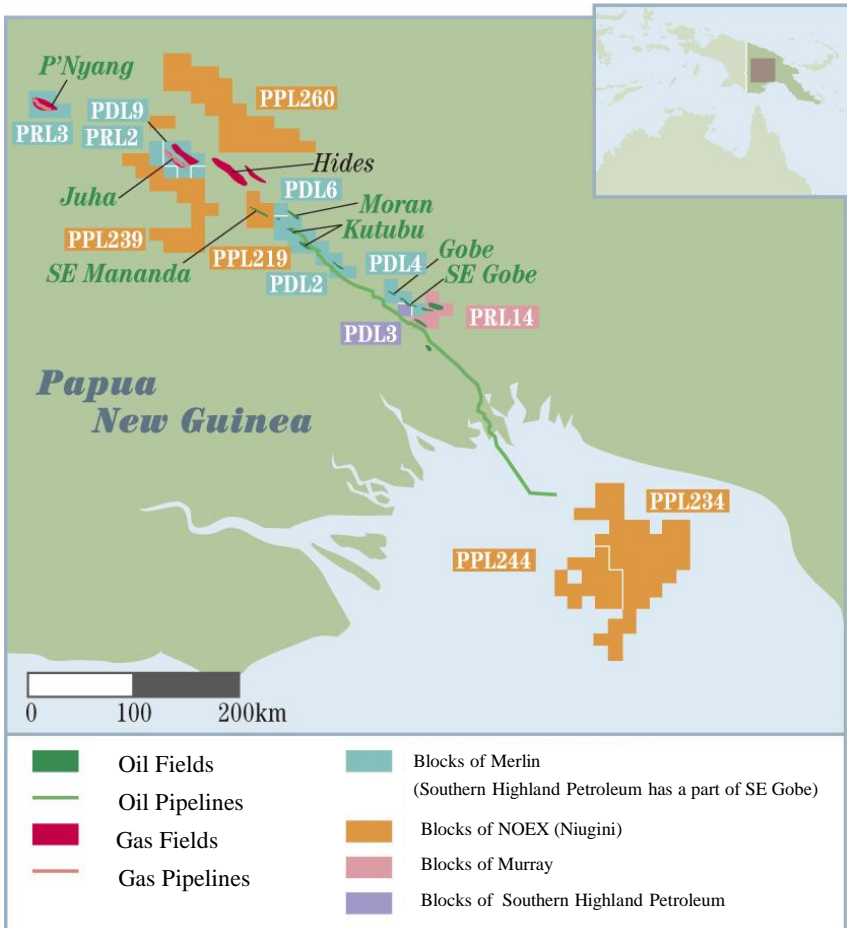 P'Nyang
PPL260
PDL9
PRL3
PRL2
Hides
Juha
PDL6
Moran
Kutubu
PPL239
Gobe
SE Mananda
PPL219
PDL4
SE Gobe
PDL2
PRL14
PDL3
Papua
New Guinea
PPL234
PPL244
0 100 200km
Oil Fields
Oil Pipelines
Gas Fields
Gas Pipelines
Blocks of Merlin
(Southern Highland Petroleum has a part of SE Gobe)
Blocks of NOEX (Niugini)
Blocks of Murray
Blocks of Southern Highland Petroleum